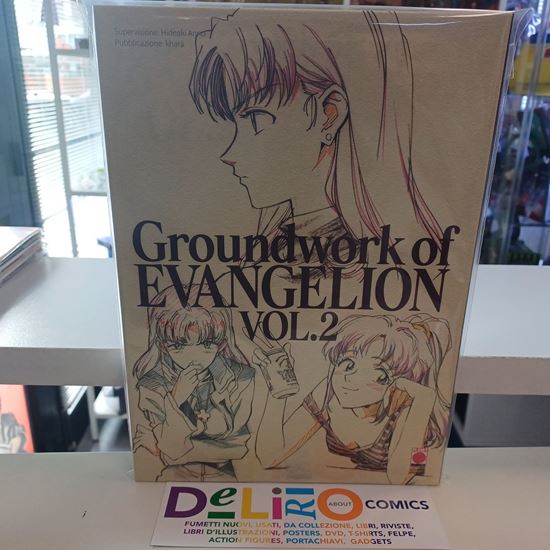 Supervisione: Hideaki Anno
Pubblicazione: khara
Groundwork of
EVANGELION
VOL.2
DeLiRiO
ABOUT
COMICS
FUMETTI NUOVI, USATI, DA COLLEZIONE, LIBRI, RIVISTE,
LIBRI D'ILLUSTRAZIONI, POSTERS, DVD, T-SHIRTS, FELPE,
ACTION FIGURES, PORTACHIAVI, GADGETS